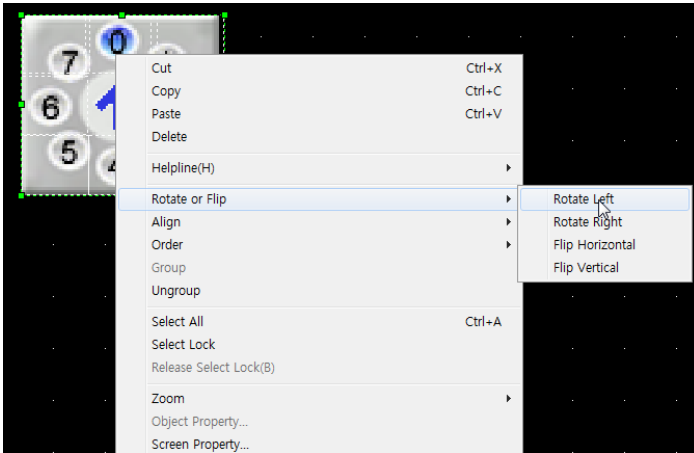 0
7
6
5
Cut Ctrl+X
Copy Ctrl+C
Paste Ctrl+V
Delete
Helpline(H)
Rotate or Flip
Rotate Left
Align
Rotate Right
Order
Flip Horizontal
Group
Flip Vertical
Ungroup
Select All Ctrl+A
Select Lock
Release Select Lock(B)
Zoom
Object Property...
Screen Property...